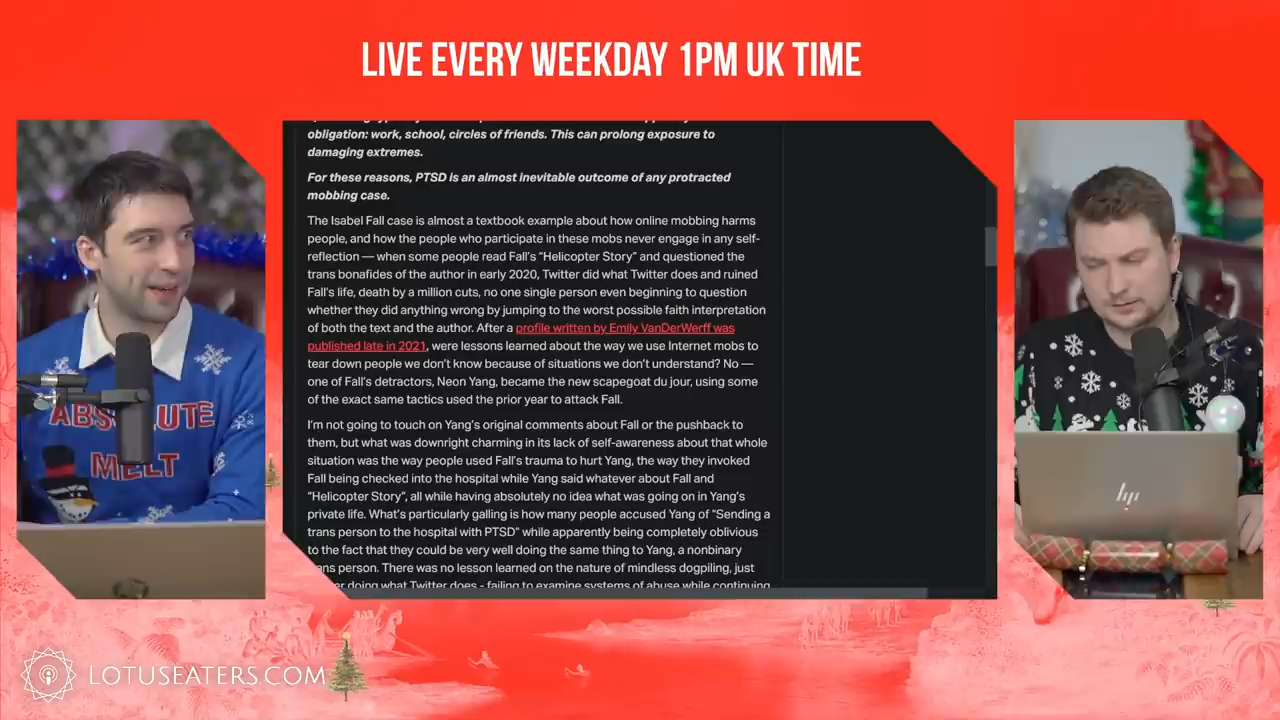 LIVE EVERY WEEKDAY 1PM UK TIME
obligation: work, school, circles of friends. This can prolong exposure to
damaging extremes.
For these reasons, PTSD is an almost inevitable outcome of any protracted
mobbing case.
The Isabel Fall case is almost a textbook example about how online mobbing harms
people, and how the people who participate in these mobs never engage in any self-
reflection — when some people read Fall's "Helicopter Story" and questioned the
trans bonafides of the author in early 2020, Twitter did what Twitter does and ruined
Fall's life, death by a million cuts, no one single person even beginning to question
whether they did anything wrong by jumping to the worst possible faith interpretation
of both the text and the author. After a profile written by Emily VanDerWerff was
published late in 2021, were lessons learned about the way we use Internet mobs to
tear down people we don't know because of situations we don't understand? No —
one of Fall's detractors, Neon Yang, became the new scapegoat du jour, using some
of the exact same tactics used the prior year to attack Fall.
I'm not going to touch on Yang's original comments about Fall or the pushback to
them, but what was downright charming in its lack of self-awareness about that whole
situation was the way people used Fall's trauma to hurt Yang, the way they invoked
Fall being checked into the hospital while Yang said whatever about Fall and
"Helicopter Story", all while having absolutely no idea what was going on in Yang's
private life. What's particularly galling is how many people accused Yang of "Sending a
trans person to the hospital with PTSD" while apparently being completely oblivious
to the fact that they could be very well doing the same thing to Yang, a nonbinary
person. There was no lesson learned on the nature of mindless dogpiling, just
doing what Twitter does - failing to examine systems of abuse while continuing
MELT
hp
LOTUSEATERS.COM